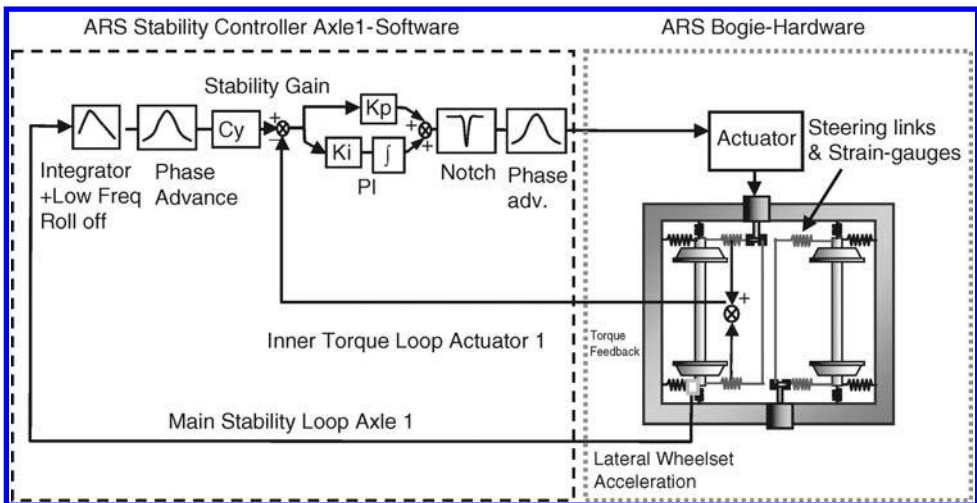 ARS Stability Controller Axle1-Software
ARS Bogie-Hardware
Stability Gain
Kp
+
+
+
Cy
−
Ki
∫
PI
Integrator
+Low Freq
Roll off
Phase
Advance
Notch
Phase
adv.
Actuator
Steering links
& Strain-gauges
+
Inner Torque Loop Actuator 1
Torque
Feedback
Main Stability Loop Axle 1
Lateral Wheelset
Acceleration